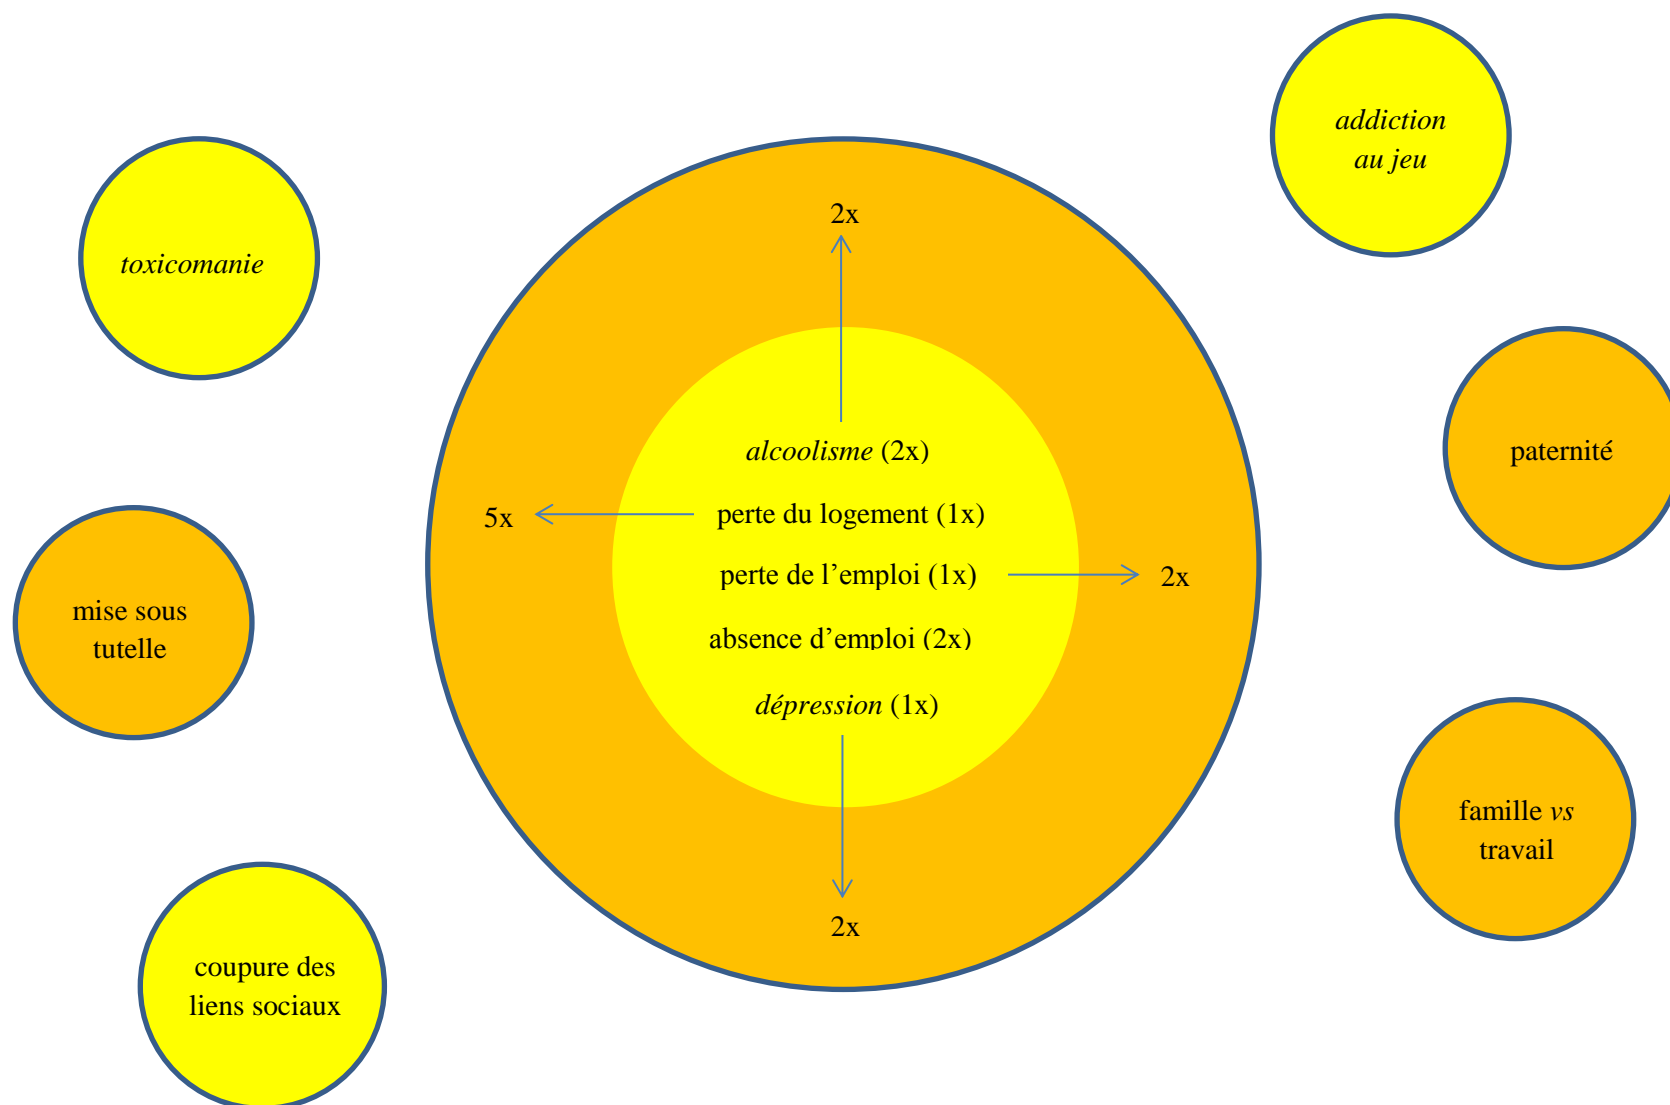 addiction
au jeu
toxicomanie
2x
alcoolisme (2x)
paternité
5x
perte du logement (1x)
perte de l’emploi (1x)
2x
mise sous
tutelle
absence d’emploi (2x)
dépression (1x)
famille vs
travail
2x
coupure des
liens sociaux